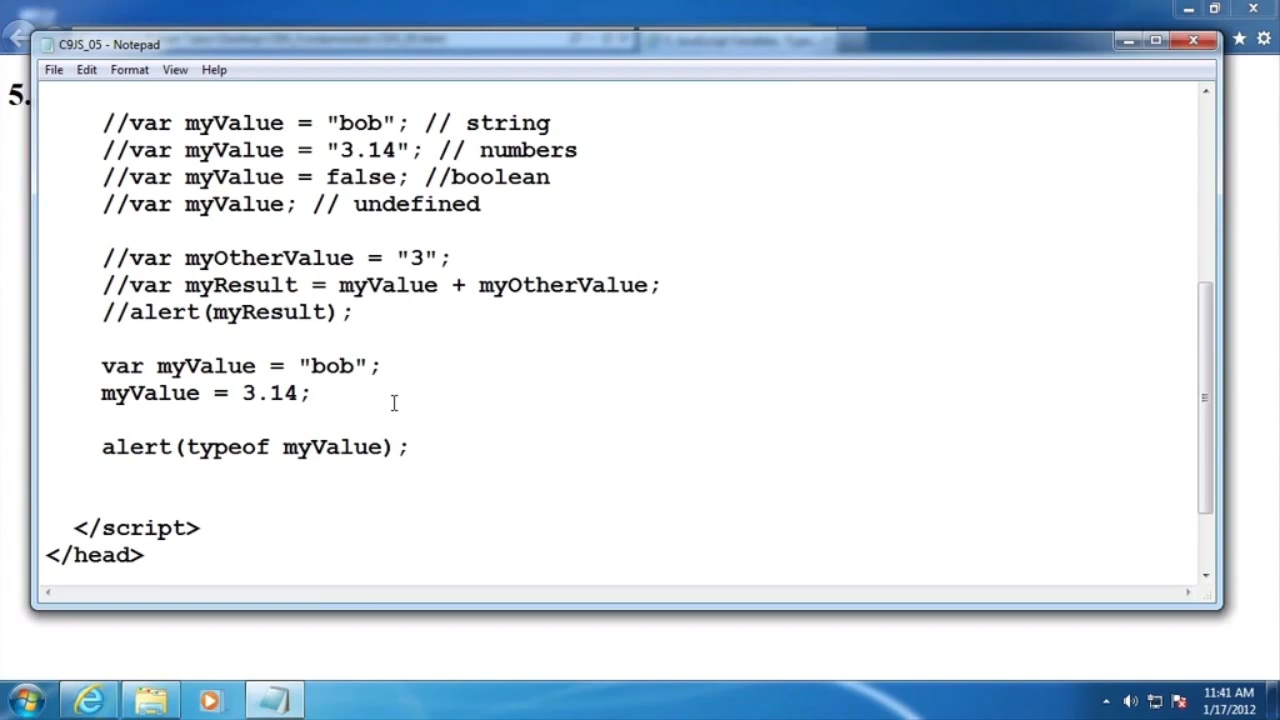 C9JS_05 - Notepad
File Edit Format View Help
5.
//var myValue = "bob"; // string
//var myValue = "3.14"; // numbers
//var myValue = false; //boolean
//var myValue; // undefined
//var myOtherValue = "3";
//var myResult = myValue + myOtherValue;
//alert(myResult);
var myValue = "bob";
myValue = 3.14;
alert(typeof myValue);
</script>
</head>
11:41 AM
1/17/2012